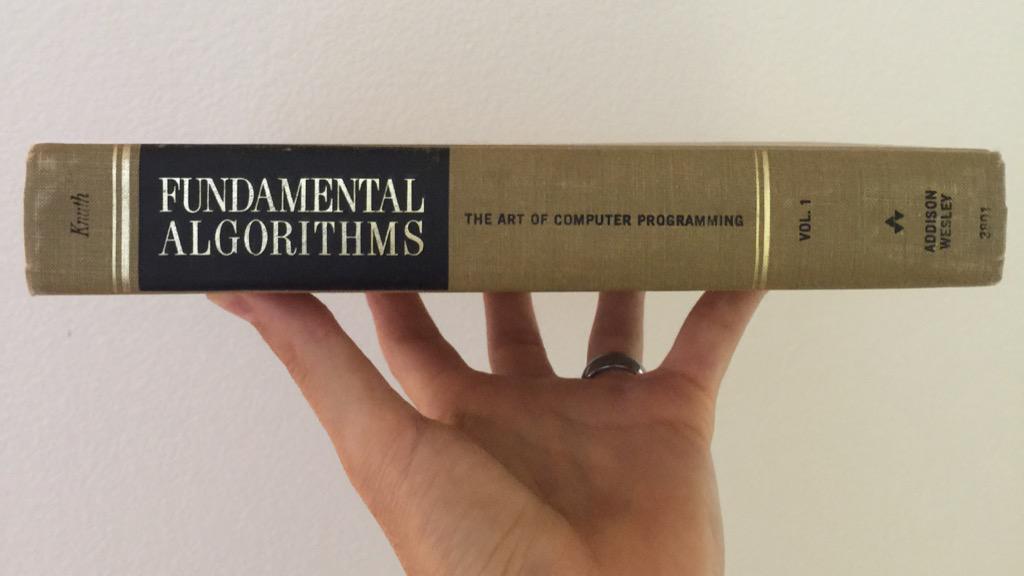 Knuth
FUNDAMENTAL
ALGORITHMS
THE ART OF COMPUTER PROGRAMMING
VOL. 1
ADDISON
WESLEY